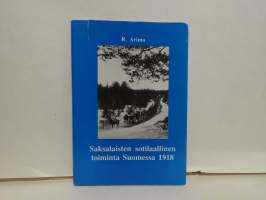 R. Arimo
Saksalaisten sotilaallinen
toiminta Suomessa 1918